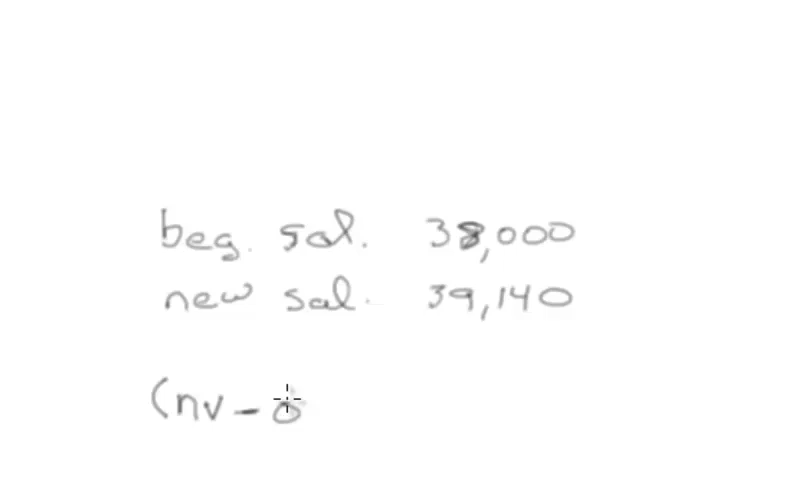 beg. sal. 38,000
new sal. 39,140
(nv - o